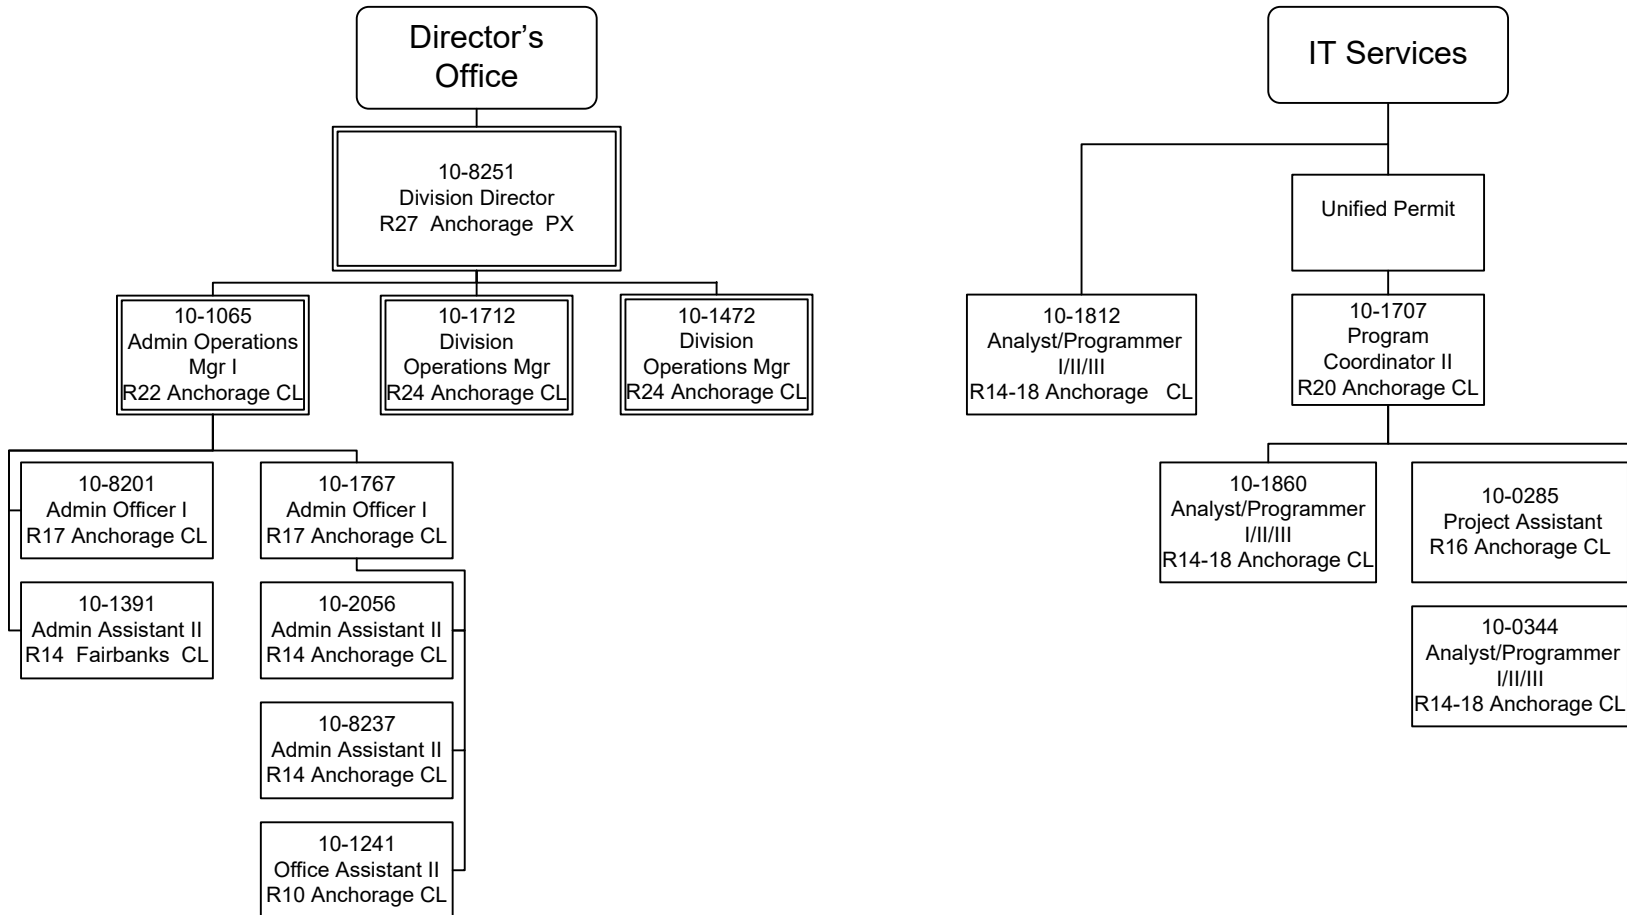 Director's
Office
10-8251
Division Director
R27 Anchorage PX
10-1065
Admin Operations
Mgr I
R22 Anchorage CL
10-1712
Division
Operations Mgr
R24 Anchorage CL
10-1472
Division
Operations Mgr
R24 Anchorage CL
10-8201
Admin Officer I
R17 Anchorage CL
10-1391
Admin Assistant II
R14 Fairbanks CL
10-1767
Admin Officer I
R17 Anchorage CL
10-2056
Admin Assistant II
R14 Anchorage CL
10-8237
Admin Assistant II
R14 Anchorage CL
10-1241
Office Assistant II
R10 Anchorage CL
IT Services
Unified Permit
10-1812
Analyst/Programmer
I/II/III
R14-18 Anchorage CL
10-1707
Program
Coordinator II
R20 Anchorage CL
10-1860
Analyst/Programmer
I/II/III
R14-18 Anchorage CL
10-0285
Project Assistant
R16 Anchorage CL
10-0344
Analyst/Programmer
I/II/III
R14-18 Anchorage CL